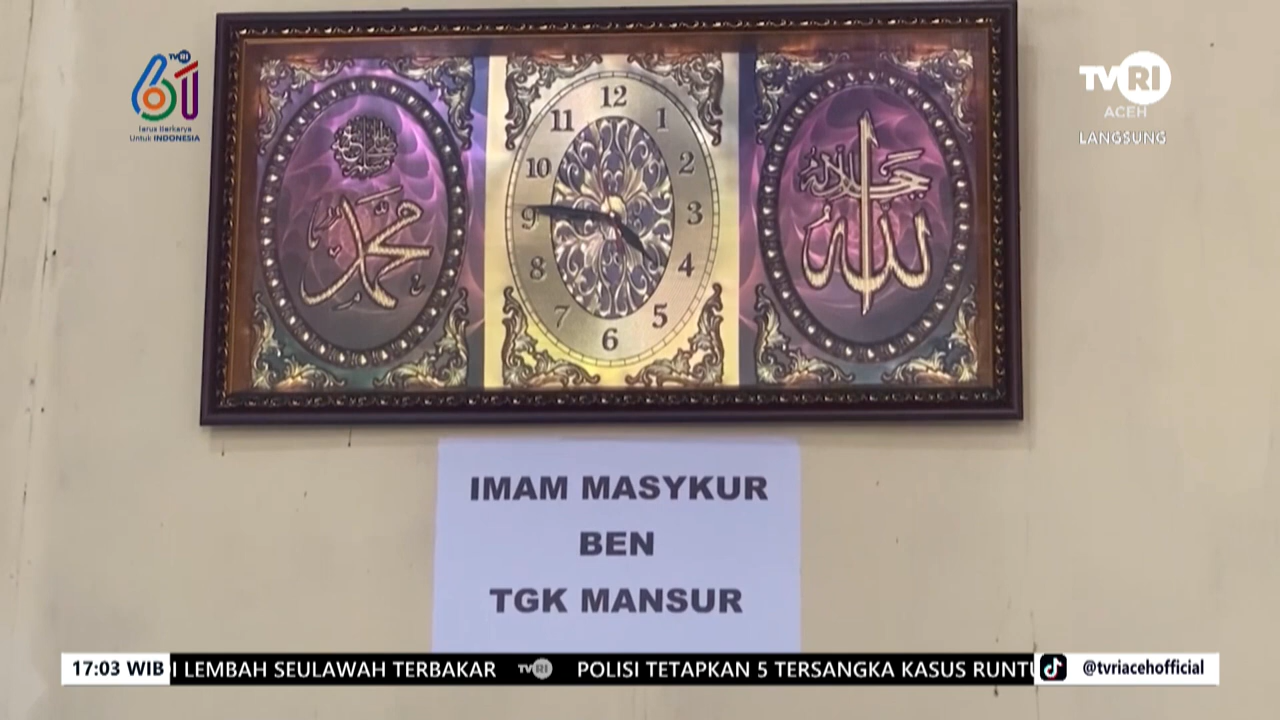 61
TVRI
Terus Berkarya
Untuk INDONESIA
TVRI
ACEH
LANGSUNG
12
11
1
10
2
9
3
8
4
7
5
6
محمد
الله
جل جلاله
IMAM MASYKUR
BEN
TGK MANSUR
17:03 WIB
I LEMBAH SEULAWAH TERBAKAR TVRI POLISI TETAPKAN 5 TERSANGKA KASUS RUNTU
@tvriacehofficial